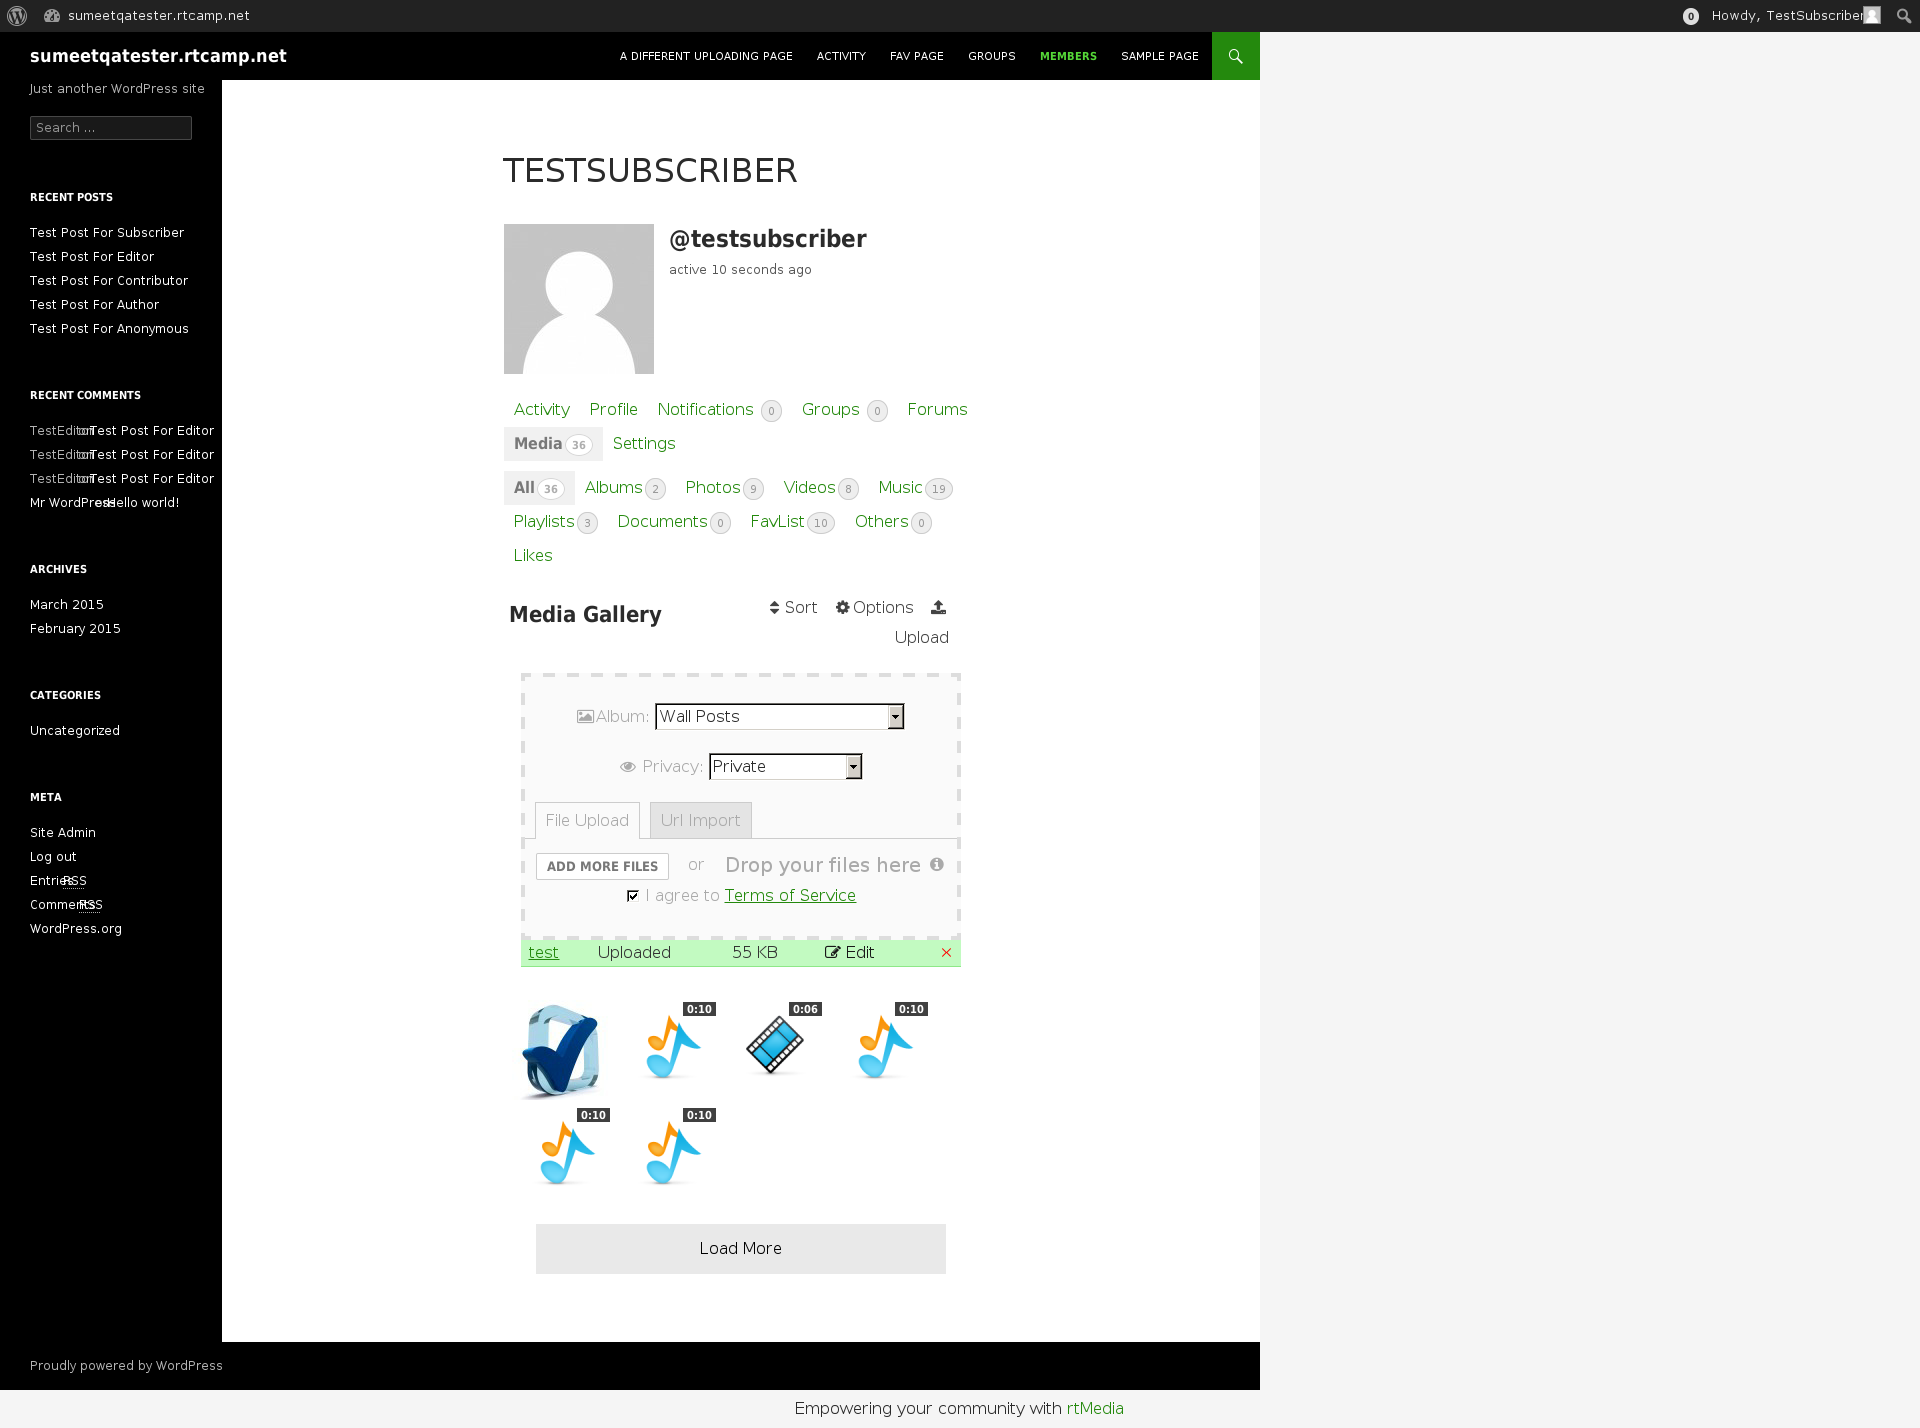 sumeetqatester.rtcamp.net
0 Howdy, TestSubscriber
sumeetqatester.rtcamp.net
A DIFFERENT UPLOADING PAGE ACTIVITY FAV PAGE GROUPS MEMBERS SAMPLE PAGE
Just another WordPress site
Search ...
RECENT POSTS
Test Post For Subscriber
Test Post For Editor
Test Post For Contributor
Test Post For Author
Test Post For Anonymous
RECENT COMMENTS
TestEditor on Test Post For Editor
TestEditor on Test Post For Editor
TestEditor on Test Post For Editor
Mr WordPress on Hello world!
ARCHIVES
March 2015
February 2015
CATEGORIES
Uncategorized
META
Site Admin
Log out
Entries RSS
Comments RSS
WordPress.org
TESTSUBSCRIBER
@testsubscriber
active 10 seconds ago
Activity Profile Notifications 0 Groups 0 Forums
Media 36 Settings
All 36 Albums 2 Photos 9 Videos 8 Music 19
Playlists 3 Documents 0 FavList 10 Others 0
Likes
Media Gallery
Sort Options
Upload
Album: Wall Posts
Privacy: Private
File Upload Url Import
ADD MORE FILES or Drop your files here
I agree to Terms of Service
test Uploaded 55 KB Edit ×
0:10 0:06 0:10
0:10 0:10
Load More
Proudly powered by WordPress
Empowering your community with rtMedia